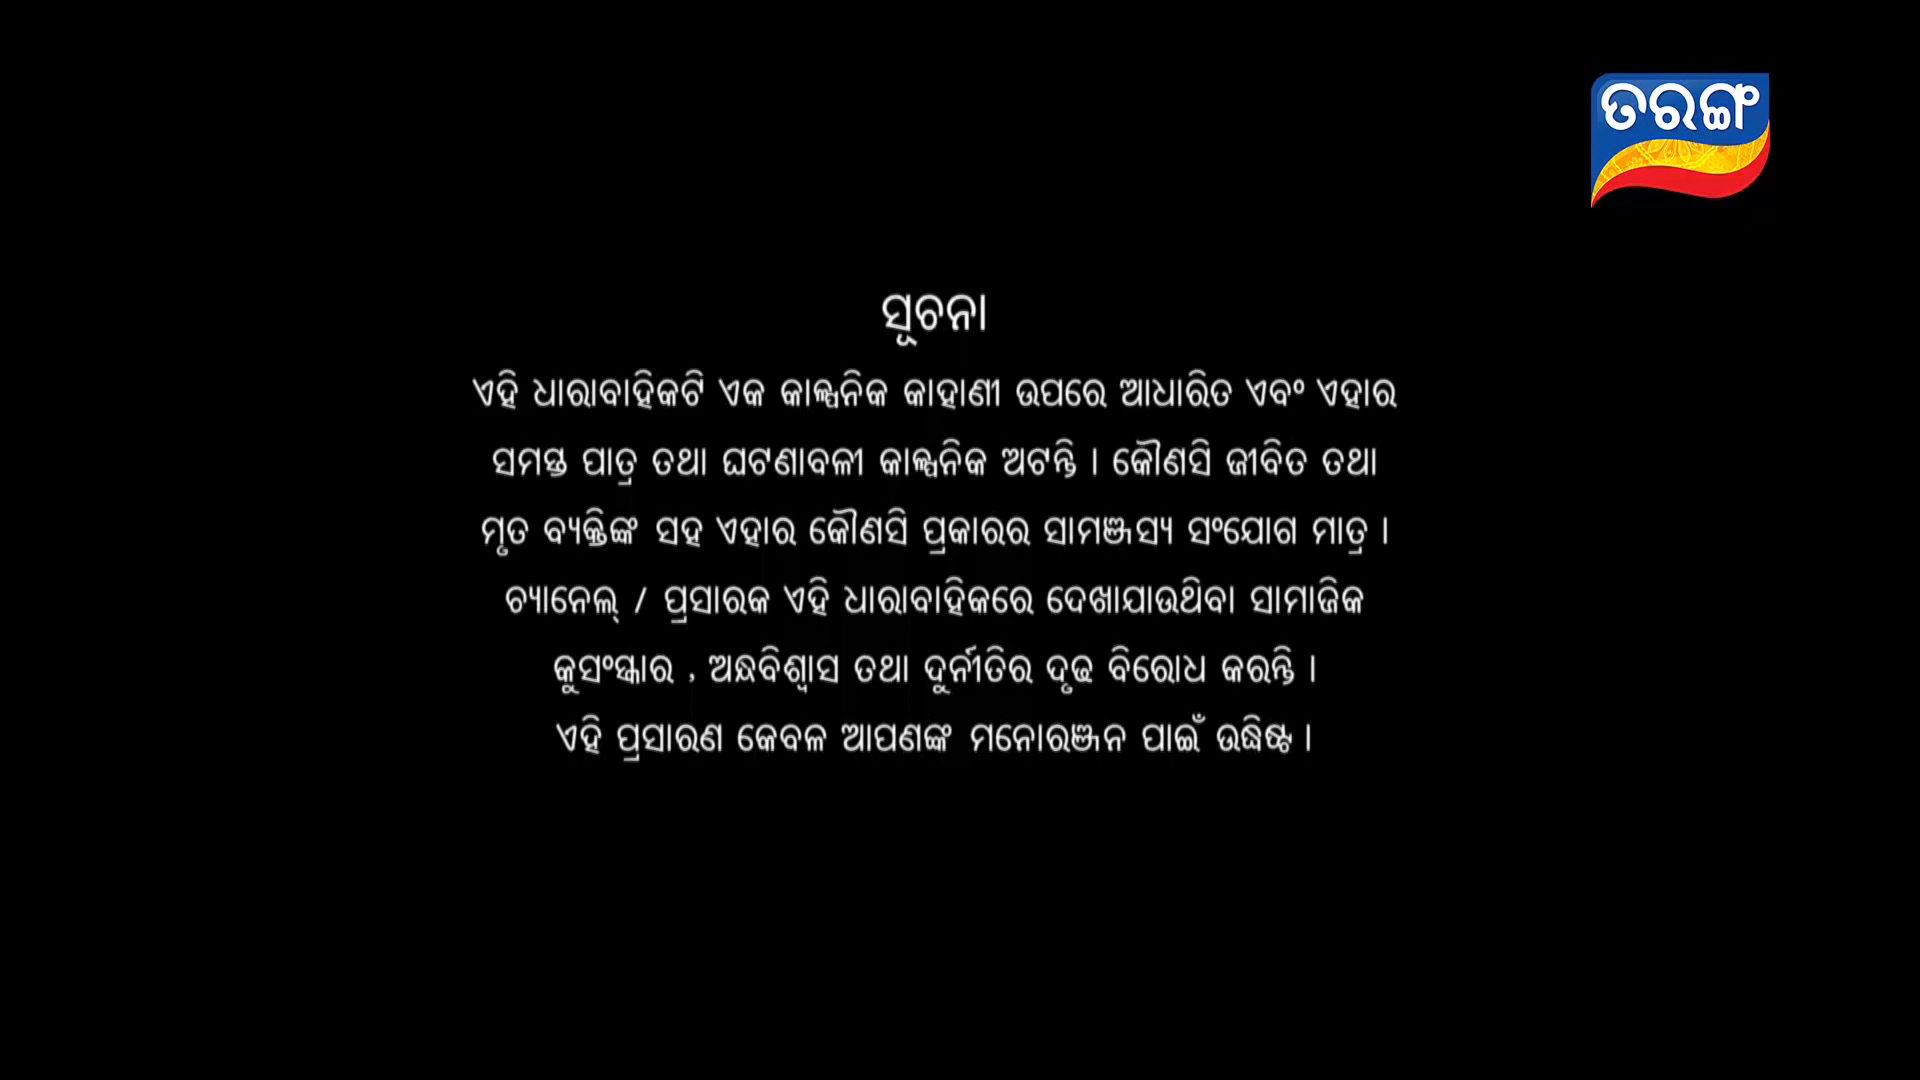 ତରଙ୍ଗ
ସୂଚନା
ଏହି ଧାରାବାହିକଟି ଏକ କାଳ୍ପନିକ କାହାଣୀ ଉପରେ ଆଧାରିତ ଏବଂ ଏହାର
ସମସ୍ତ ପାତ୍ର ତଥା ଘଟଣାବଳୀ କାଳ୍ପନିକ ଅଟନ୍ତି । କୌଣସି ଜୀବିତ ତଥା
ମୃତ ବ୍ୟକ୍ତିଙ୍କ ସହ ଏହାର କୌଣସି ପ୍ରକାରର ସାମଞ୍ଜସ୍ୟ ସଂଯୋଗ ମାତ୍ର ।
ଚ୍ୟାନେଲ୍ / ପ୍ରସାରକ ଏହି ଧାରାବାହିକରେ ଦେଖାଯାଉଥିବା ସାମାଜିକ
କୁସଂସ୍କାର , ଅନ୍ଧବିଶ୍ୱାସ ତଥା ଦୁର୍ନୀତିର ଦୃଢ ବିରୋଧ କରନ୍ତି ।
ଏହି ପ୍ରସାରଣ କେବଳ ଆପଣଙ୍କ ମନୋରଞ୍ଜନ ପାଇଁ ଉଦ୍ଧିଷ୍ଟ ।